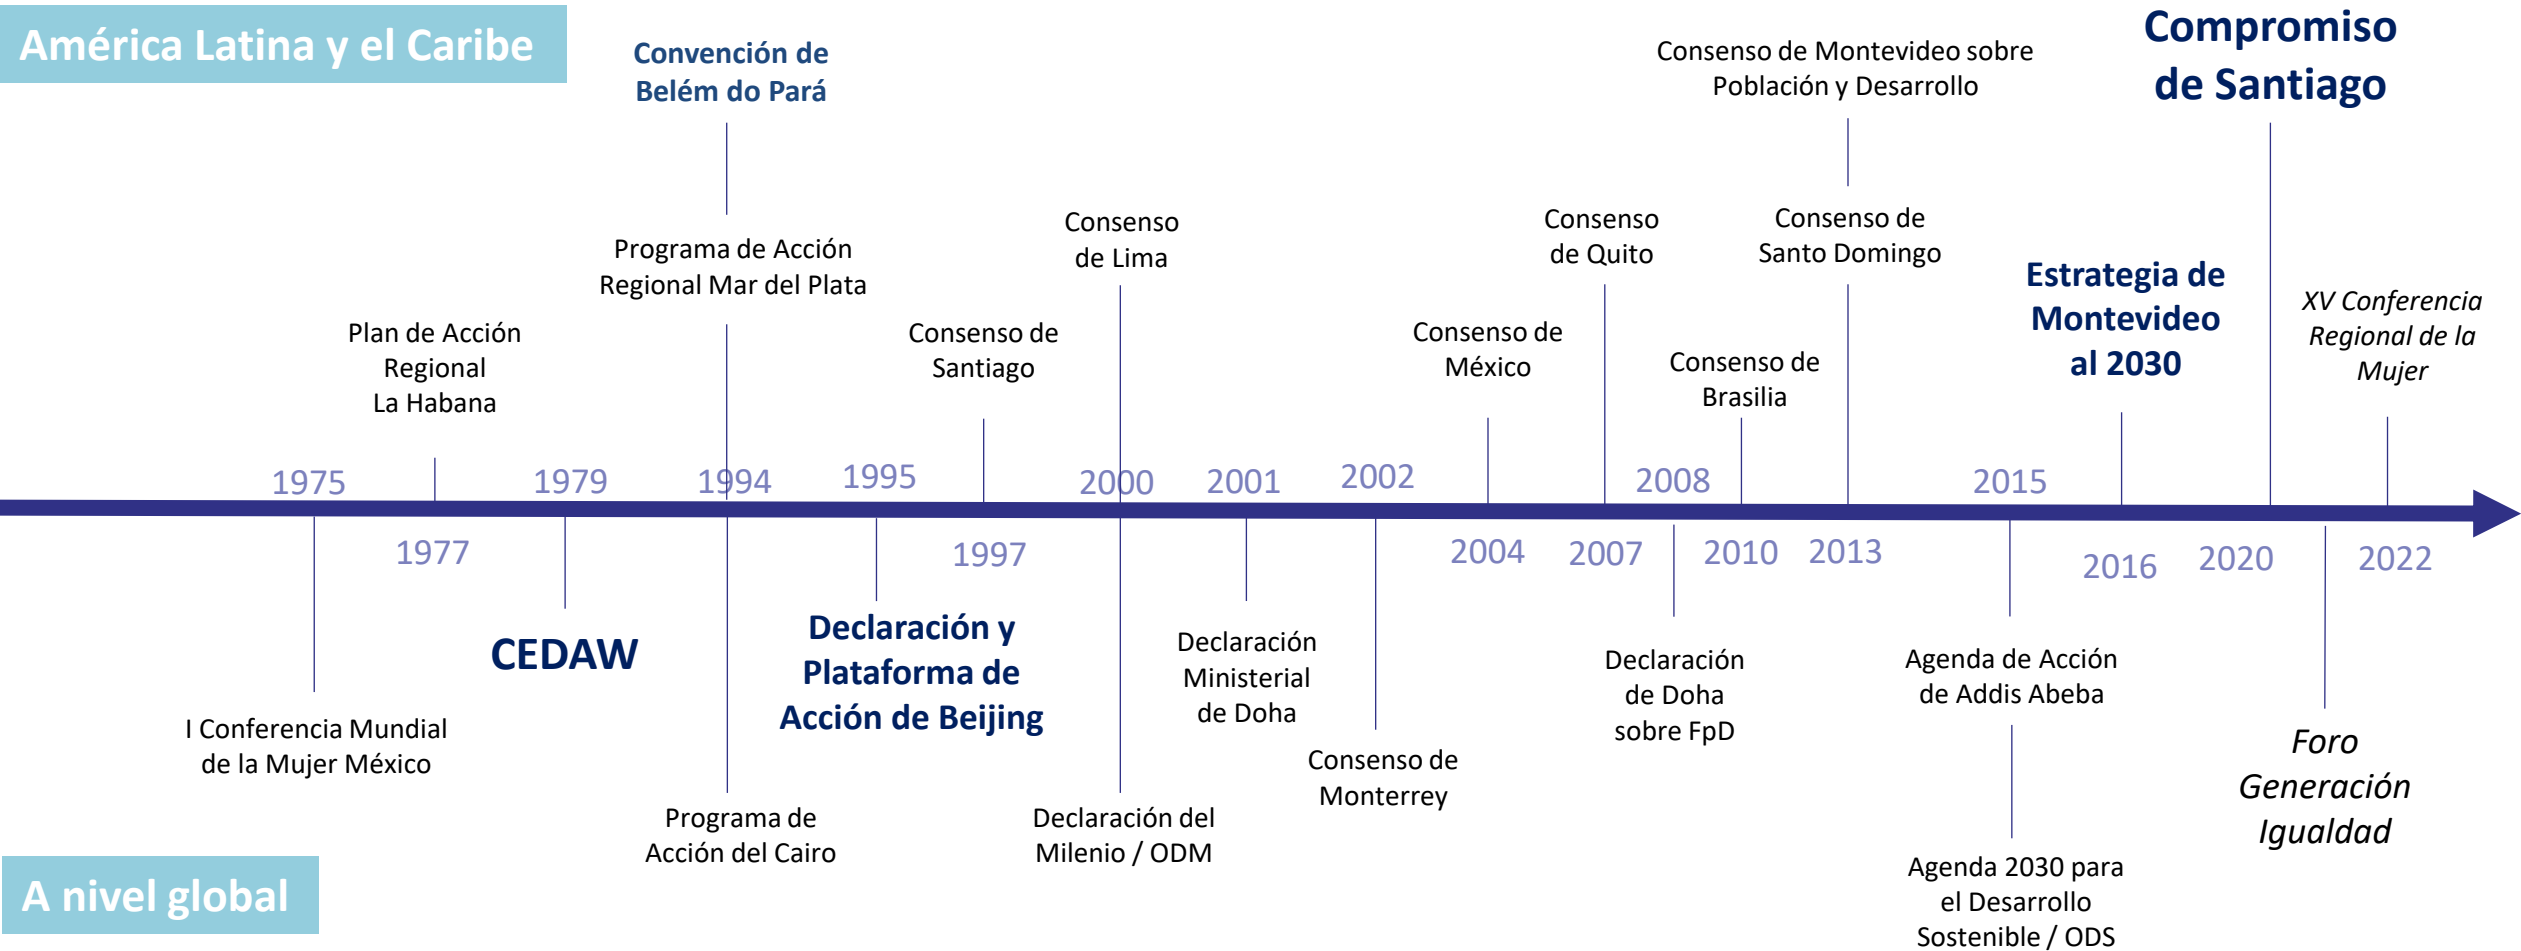 América Latina y el Caribe
Convención de
Belém do Pará
Consenso de Montevideo sobre
Población y Desarrollo
Compromiso
de Santiago
Programa de Acción
Regional Mar del Plata
Consenso
de Lima
Consenso
de Quito
Consenso de
Santo Domingo
Estrategia de
Montevideo
al 2030
XV Conferencia
Regional de la
Mujer
Plan de Acción
Regional
La Habana
Consenso de
Santiago
Consenso de
México
Consenso de
Brasilia
1975
1979
1994
1995
2000
2001
2002
2008
2015
1977
1997
2004
2007
2010
2013
2016
2020
2022
I Conferencia Mundial
de la Mujer México
CEDAW
Programa de
Acción del Cairo
Declaración y
Plataforma de
Acción de Beijing
Declaración del
Milenio / ODM
Declaración
Ministerial
de Doha
Consenso de
Monterrey
Declaración
de Doha
sobre FpD
Agenda de Acción
de Addis Abeba
Agenda 2030 para
el Desarrollo
Sostenible / ODS
Foro
Generación
Igualdad
A nivel global